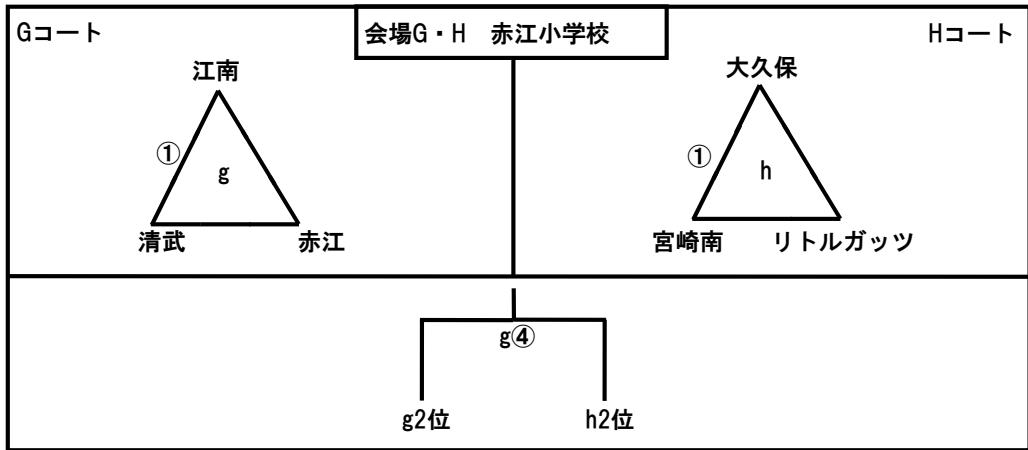 Gコート
会場G・H 赤江小学校
Hコート
江南
①
g
清武
赤江
大久保
①
h
宮崎南
リトルガッツ
g④
g2位
h2位